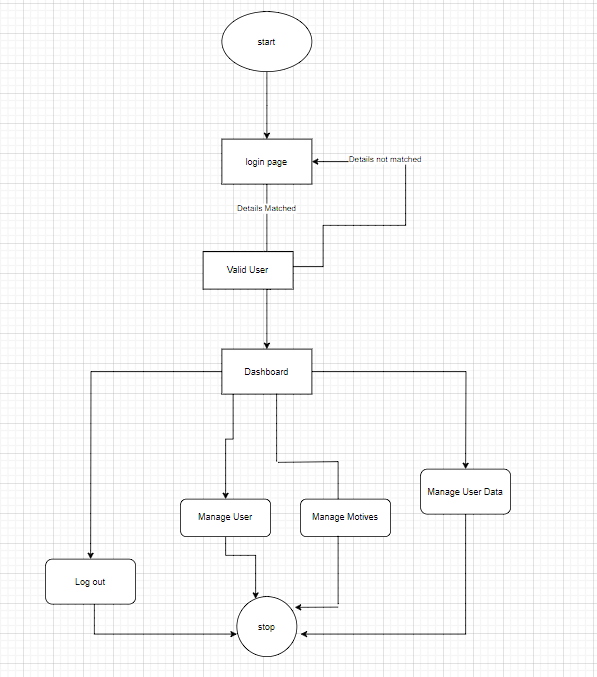 start
login page
Details not matched
Details Matched
Valid User
Dashboard
Manage User Data
Manage User
Manage Motives
Log out
stop